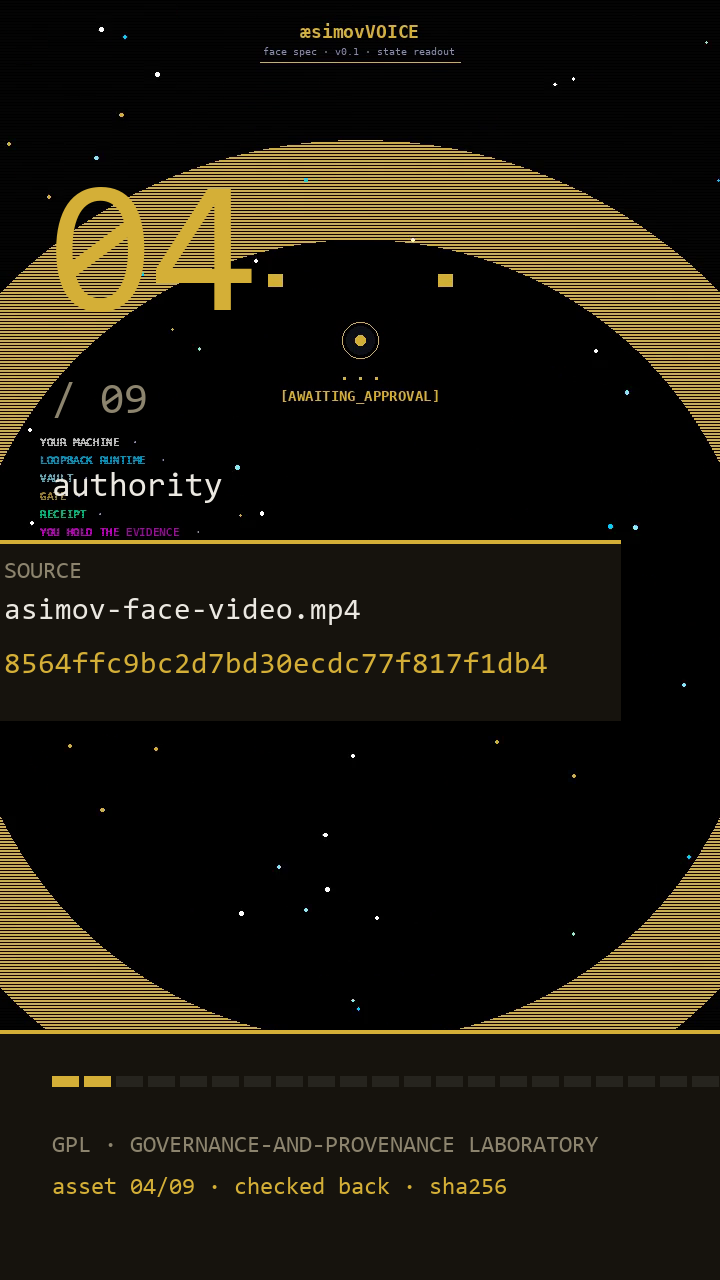 æsimovVOICE
face spec · v0.1 · state readout
04
/ 09
[AWAITING_APPROVAL]
YOUR MACHINE ·
LOOPBACK RUNTIME ·
VAULT
authority
GATE
RECEIPT ·
YOU HOLD THE EVIDENCE ·
SOURCE
asimov-face-video.mp4
8564ffc9bc2d7bd30ecdc77f817f1db4
GPL · GOVERNANCE-AND-PROVENANCE LABORATORY
asset 04/09 · checked back · sha256